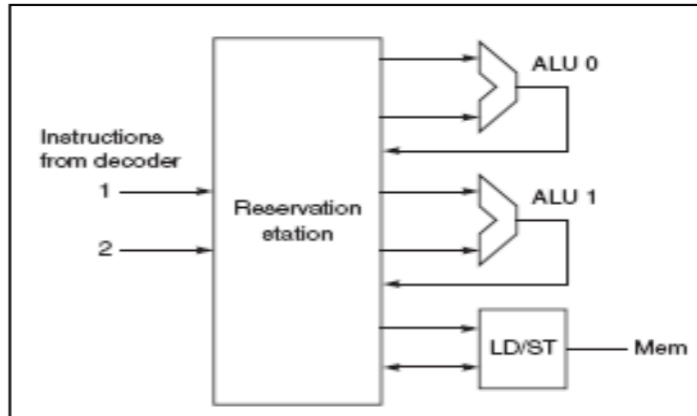 ALU 0
Instructions
from decoder
1
2
Reservation
station
ALU 1
LD/ST
Mem